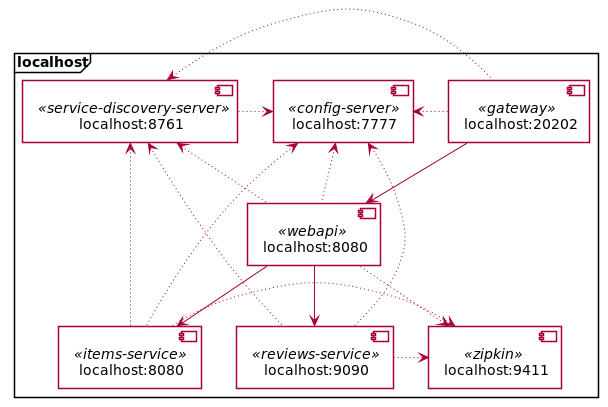 localhost
«service-discovery-server»
localhost:8761
«config-server»
localhost:7777
«gateway»
localhost:20202
«webapi»
localhost:8080
«items-service»
localhost:8080
«reviews-service»
localhost:9090
«zipkin»
localhost:9411